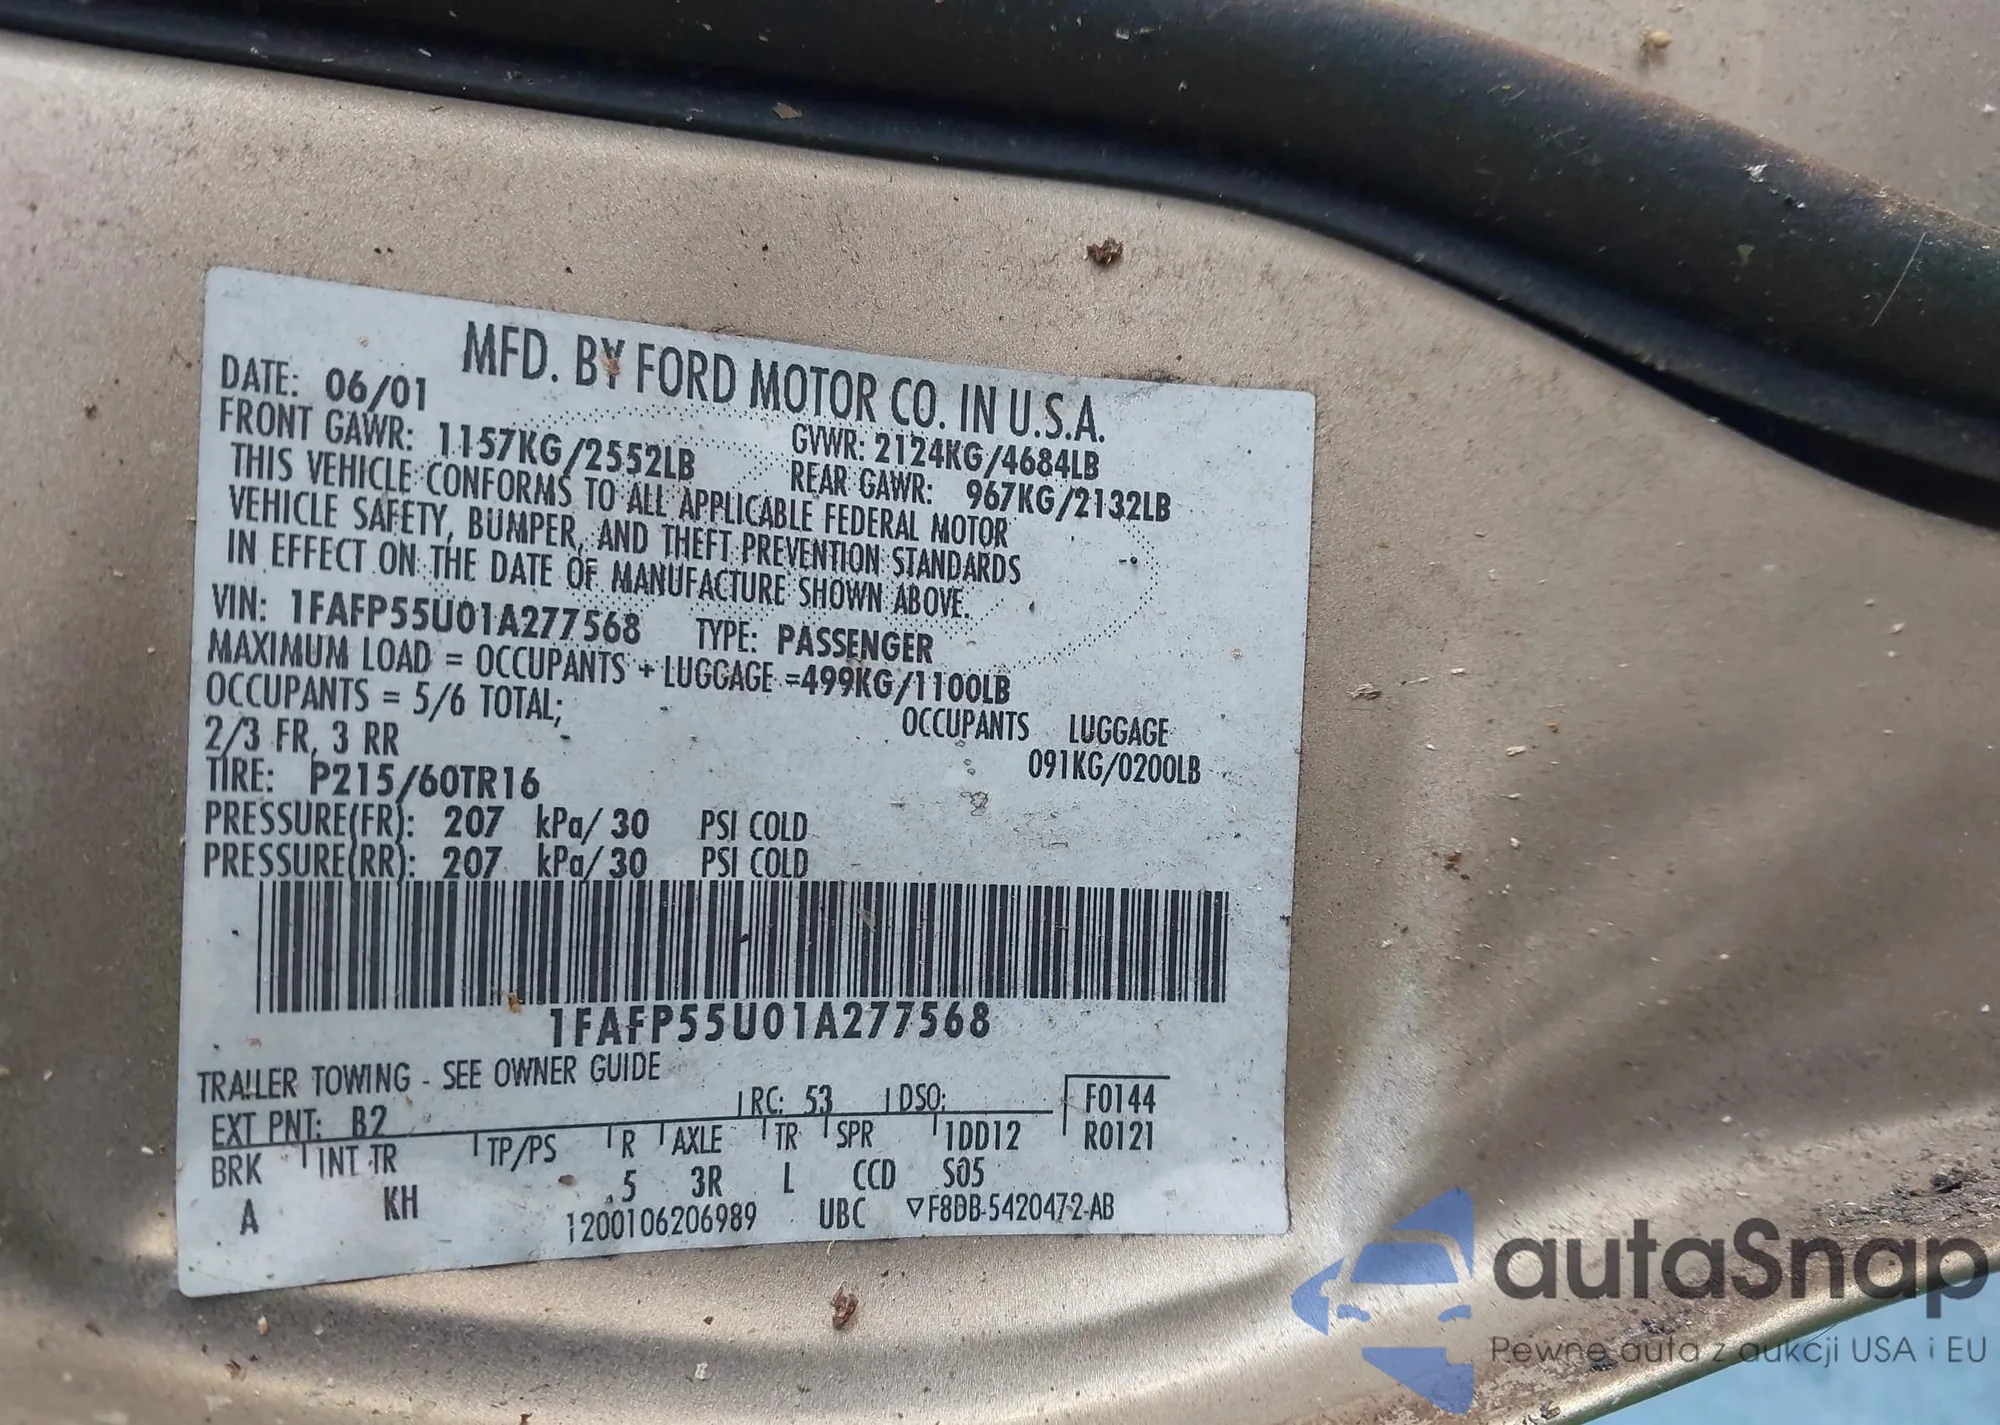 MFD. BY FORD MOTOR CO. IN U.S.A.
DATE: 06/01 GVWR: 2124KG/4684LB
FRONT GAWR: 1157KG/2552LB REAR GAWR: 967KG/2132LB
THIS VEHICLE CONFORMS TO ALL APPLICABLE FEDERAL MOTOR
VEHICLE SAFETY, BUMPER, AND THEFT PREVENTION STANDARDS
IN EFFECT ON THE DATE OF MANUFACTURE SHOWN ABOVE.
VIN: 1FAFP55U01A277568 TYPE: PASSENGER
MAXIMUM LOAD = OCCUPANTS + LUGGAGE =499KG/1100LB
OCCUPANTS = 5/6 TOTAL; OCCUPANTS LUGGAGE
2/3 FR, 3 RR 091KG/0200LB
TIRE: P215/60TR16
PRESSURE(FR): 207 kPa/ 30 PSI COLD
PRESSURE(RR): 207 kPa/ 30 PSI COLD
1FAFP55U01A277568
TRAILER TOWING - SEE OWNER GUIDE
EXT PNT: B2 RC: 53 DSO: F0144
BRK INT TR TP/PS R AXLE TR SPR 1DD12 R0121
A KH .5 3R L CCD S05
1200106206989 UBC F8DB-5420472-AB
autaSnap
Pewne auta z aukcji USA i EU